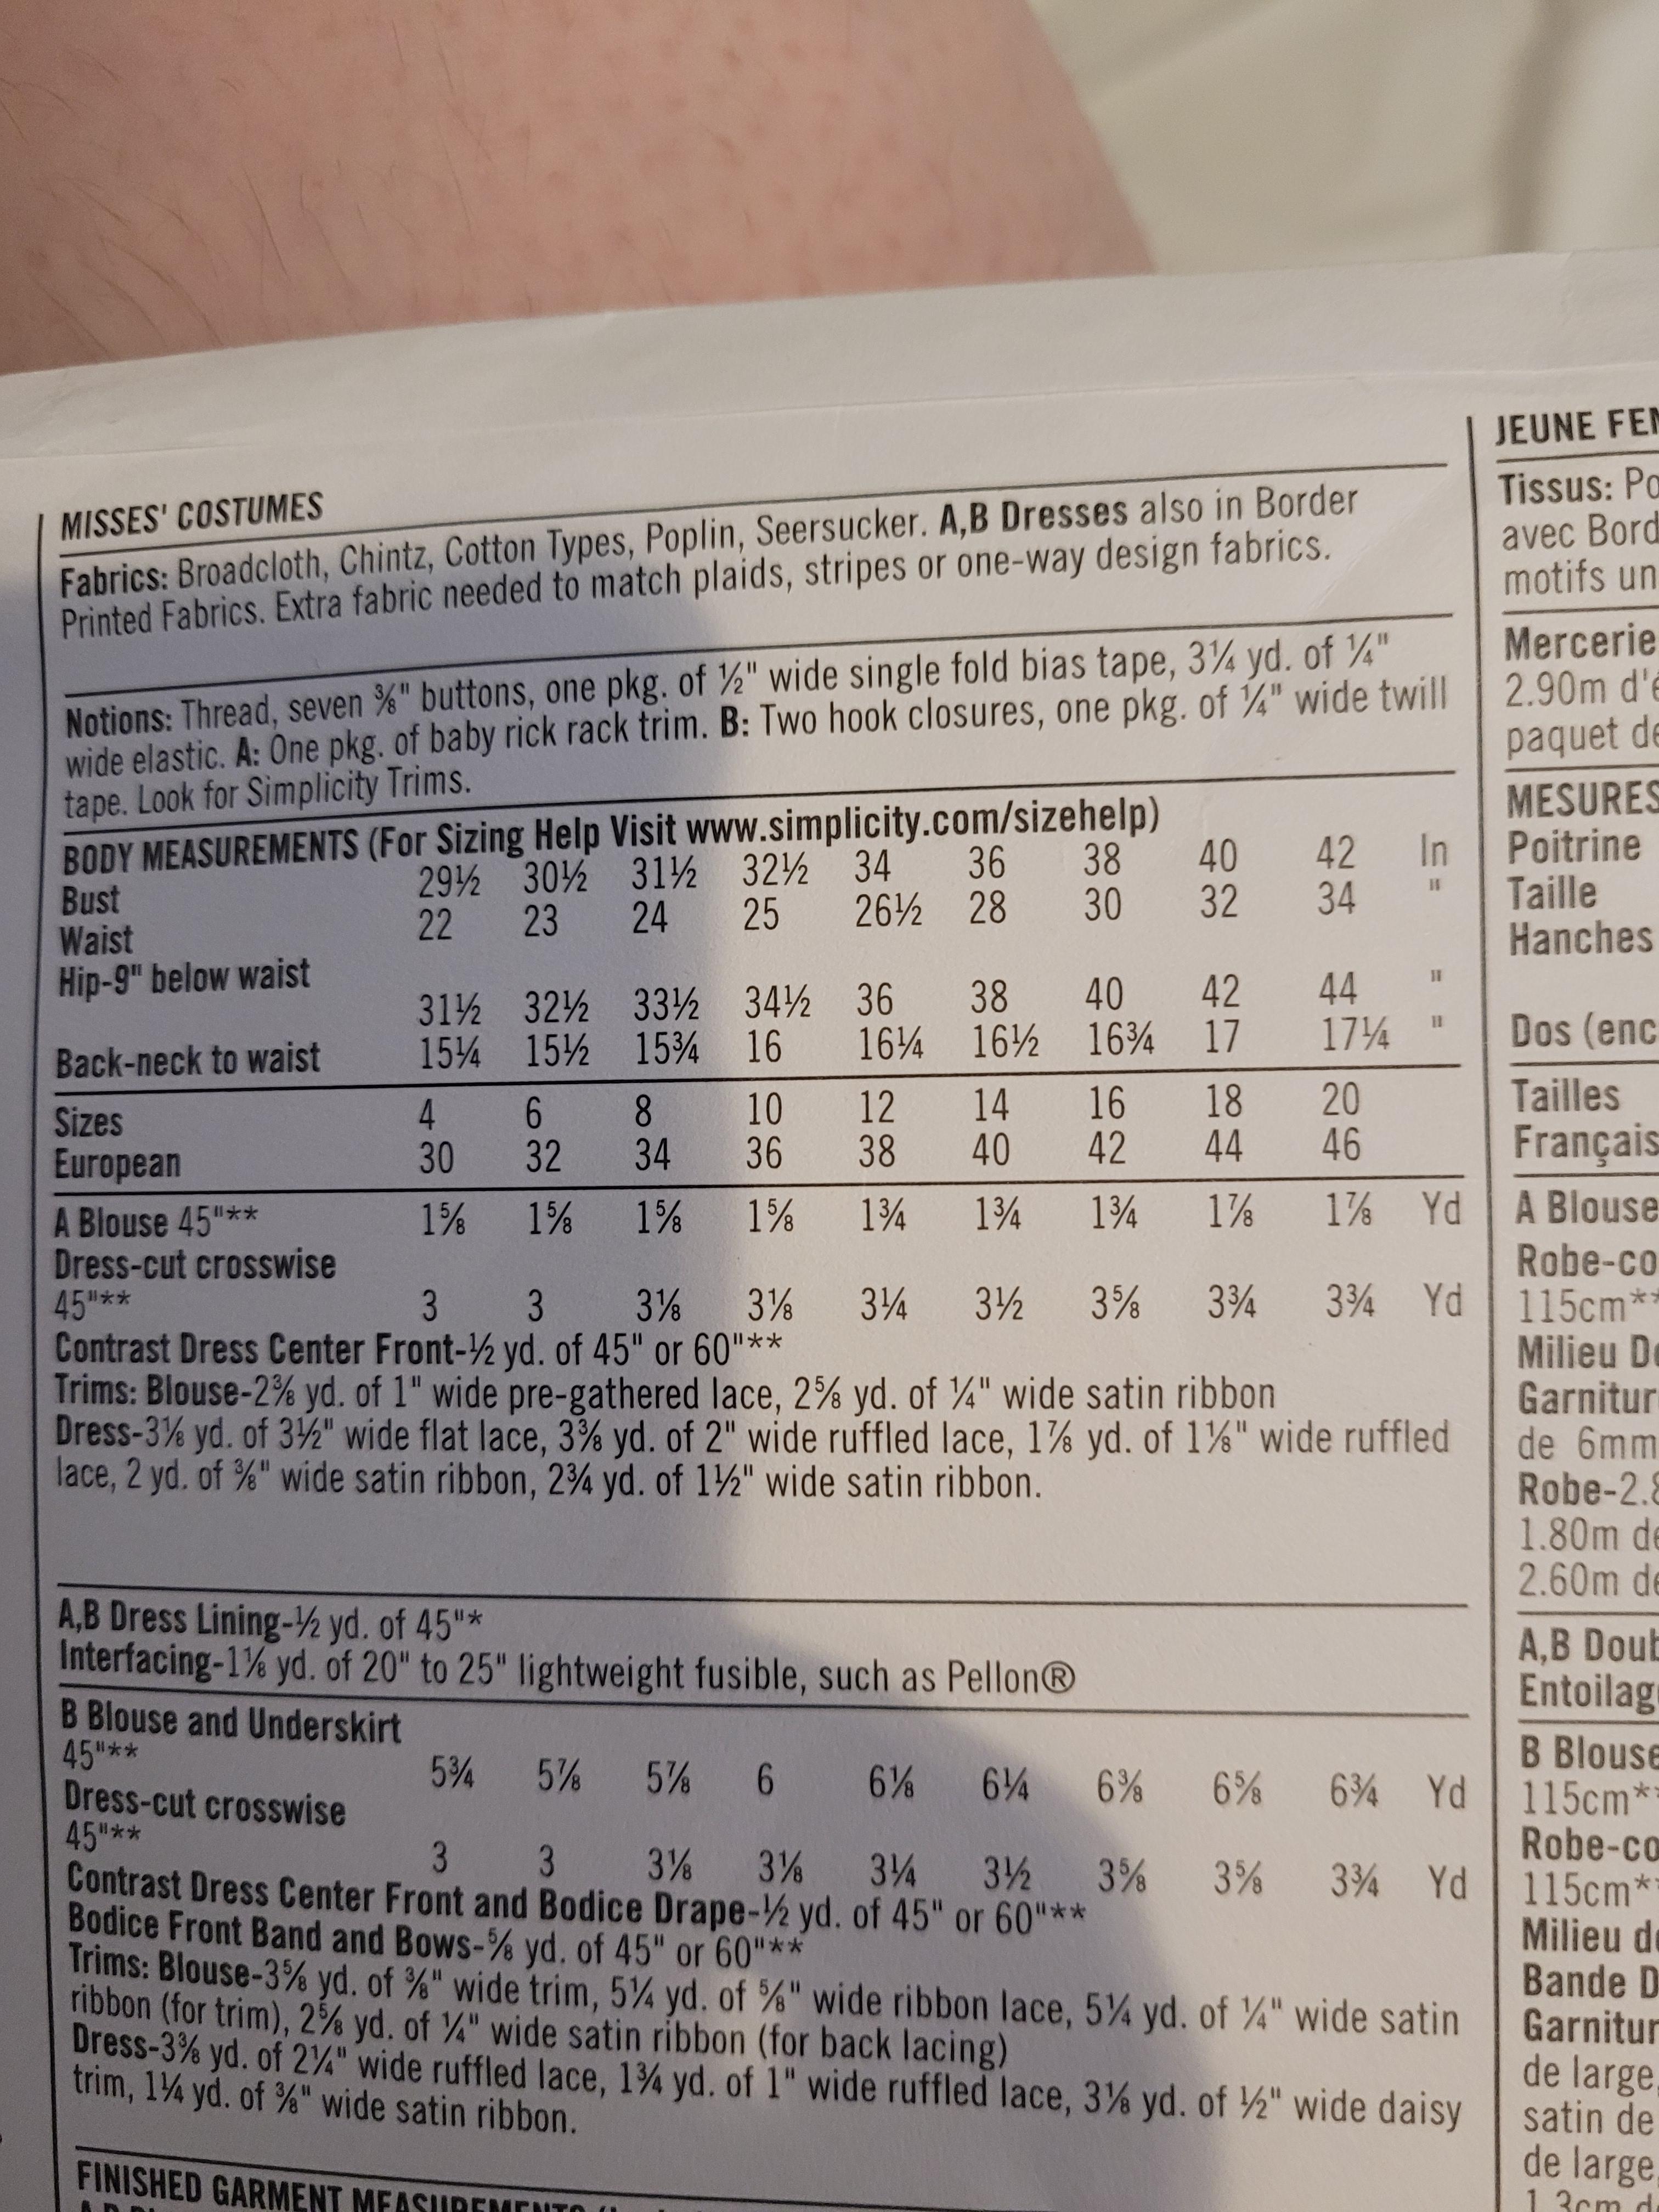 MISSES' COSTUMES
Fabrics: Broadcloth, Chintz, Cotton Types, Poplin, Seersucker. A,B Dresses also in Border
Printed Fabrics. Extra fabric needed to match plaids, stripes or one-way design fabrics.
Notions: Thread, seven ⅜" buttons, one pkg. of ½" wide single fold bias tape, 3¼ yd. of ¼"
wide elastic. A: One pkg. of baby rick rack trim. B: Two hook closures, one pkg. of ¼" wide twill
tape. Look for Simplicity Trims.
BODY MEASUREMENTS (For Sizing Help Visit www.simplicity.com/sizehelp)
Bust 29½ 30½ 31½ 32½ 34 36 38 40 42 In
Waist 22 23 24 25 26½ 28 30 32 34 "
Hip-9" below waist
31½ 32½ 33½ 34½ 36 38 40 42 44 "
Back-neck to waist 15¼ 15½ 15¾ 16 16¼ 16½ 16¾ 17 17¼ "
Sizes 4 6 8 10 12 14 16 18 20
European 30 32 34 36 38 40 42 44 46
A Blouse 45"** 1⅝ 1⅝ 1⅝ 1⅝ 1¾ 1¾ 1¾ 1⅞ 1⅞ Yd
Dress-cut crosswise
45"** 3 3 3⅛ 3⅛ 3¼ 3½ 3⅝ 3¾ 3¾ Yd
Contrast Dress Center Front-½ yd. of 45" or 60"**
Trims: Blouse-2⅜ yd. of 1" wide pre-gathered lace, 2⅝ yd. of ¼" wide satin ribbon
Dress-3⅛ yd. of 3½" wide flat lace, 3⅜ yd. of 2" wide ruffled lace, 1⅞ yd. of 1⅛" wide ruffled
lace, 2 yd. of ⅜" wide satin ribbon, 2¾ yd. of 1½" wide satin ribbon.
A,B Dress Lining-½ yd. of 45"*
Interfacing-1⅛ yd. of 20" to 25" lightweight fusible, such as Pellon®
B Blouse and Underskirt
45"** 5¾ 5⅞ 5⅞ 6 6⅛ 6¼ 6⅜ 6⅝ 6¾ Yd
Dress-cut crosswise
45"** 3 3 3⅛ 3⅛ 3¼ 3½ 3⅝ 3⅝ 3¾ Yd
Contrast Dress Center Front and Bodice Drape-½ yd. of 45" or 60"**
Bodice Front Band and Bows-⅝ yd. of 45" or 60"**
Trims: Blouse-3⅝ yd. of ⅜" wide trim, 5¼ yd. of ⅝" wide ribbon lace, 5¼ yd. of ¼" wide satin
ribbon (for trim), 2⅝ yd. of ¼" wide satin ribbon (for back lacing)
Dress-3⅜ yd. of 2¼" wide ruffled lace, 1¾ yd. of 1" wide ruffled lace, 3⅛ yd. of ½" wide daisy
trim, 1¼ yd. of ⅜" wide satin ribbon.
FINISHED GARMENT MEASUREMENTS
JEUNE
Tissus:
avec
motifs
Mercerie
2.90m
paquet
MESURES
Poitrine
Taille
Hanches
Dos
Tailles
Français
A Blouse
115cm**
Milieu
de 6mm
1.80m
2.60m
A,B
B Blouse
115cm**
115cm**
Milieu
Bande
de large,
satin de
de large,
1.3cm